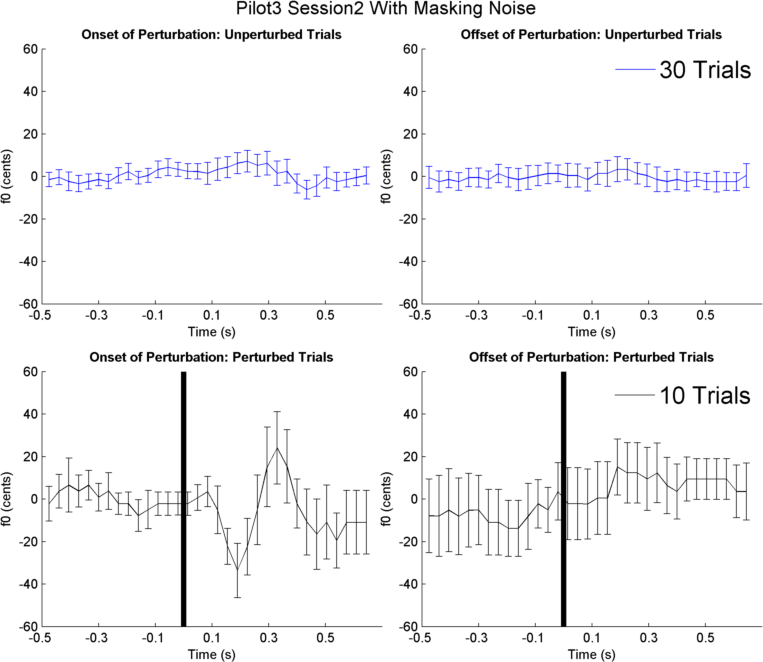 Pilot3 Session2 With Masking Noise
Onset of Perturbation: Unperturbed Trials
60
40
20
0
-20
-40
-60
f0 (cents)
-0.5 -0.3 -0.1 0.1 0.3 0.5
Time (s)
Offset of Perturbation: Unperturbed Trials
30 Trials
60
40
20
0
-20
-40
-60
f0 (cents)
-0.5 -0.3 -0.1 0.1 0.3 0.5
Time (s)
Onset of Perturbation: Perturbed Trials
60
40
20
0
-20
-40
-60
f0 (cents)
-0.5 -0.3 -0.1 0.1 0.3 0.5
Time (s)
Offset of Perturbation: Perturbed Trials
10 Trials
60
40
20
0
-20
-40
-60
f0 (cents)
-0.5 -0.3 -0.1 0.1 0.3 0.5
Time (s)